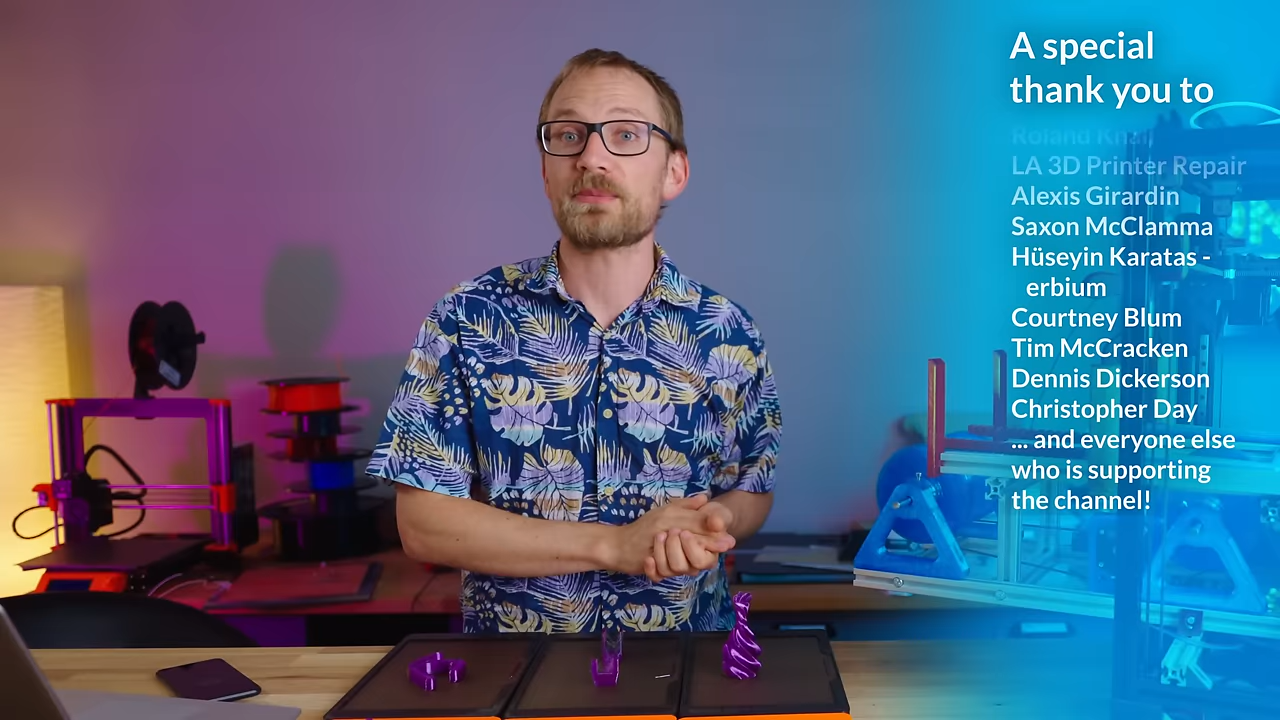 A special
thank you to
LA 3D Printer Repair
Alexis Girardin
Saxon McClamma
Hüseyin Karatas -
erbium
Courtney Blum
Tim McCracken
Dennis Dickerson
Christopher Day
... and everyone else
who is supporting
the channel!